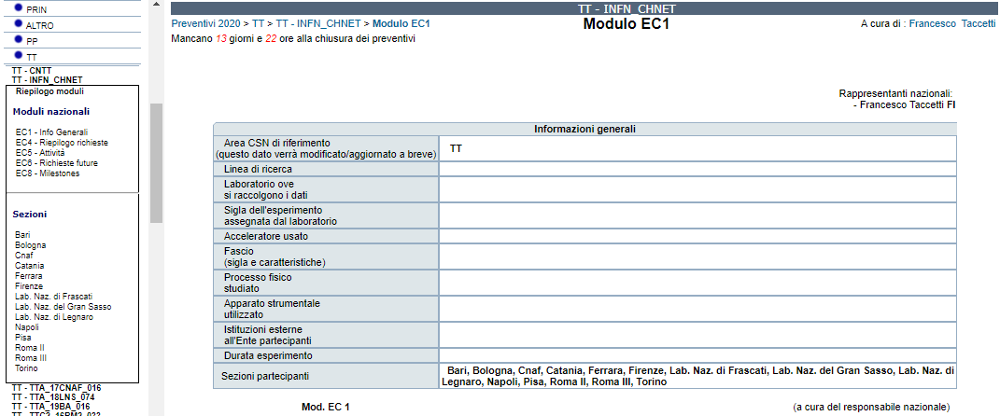 PRIN
ALTRO
PP
TT
TT - CNTT
TT - INFN_CHNET
Riepilogo moduli
Moduli nazionali
EC1 - Info Generali
EC4 - Riepilogo richieste
EC5 - Attività
EC6 - Richieste future
EC8 - Milestones
Sezioni
Bari
Bologna
Cnaf
Catania
Ferrara
Firenze
Lab. Naz. di Frascati
Lab. Naz. del Gran Sasso
Lab. Naz. di Legnaro
Napoli
Pisa
Roma II
Roma III
Torino
TT - TTA_17CNAF_016
TT - TTA_18LNS_074
TT - TTA_19BA_016
TT - INFN_CHNET
Preventivi 2020 > TT > TT - INFN_CHNET > Modulo EC1
Modulo EC1
A cura di : Francesco Taccetti
Mancano 13 giorni e 22 ore alla chiusura dei preventivi
Rappresentanti nazionali:
- Francesco Taccetti FI
Informazioni generali
Area CSN di riferimento
(questo dato verrà modificato/aggiornato a breve)
TT
Linea di ricerca
Laboratorio ove
si raccolgono i dati
Sigla dell'esperimento
assegnata dal laboratorio
Acceleratore usato
Fascio
(sigla e caratteristiche)
Processo fisico
studiato
Apparato strumentale
utilizzato
Istituzioni esterne
all'Ente partecipanti
Durata esperimento
Sezioni partecipanti
Bari, Bologna, Cnaf, Catania, Ferrara, Firenze, Lab. Naz. di Frascati, Lab. Naz. del Gran Sasso, Lab. Naz. di
Legnaro, Napoli, Pisa, Roma II, Roma III, Torino
Mod. EC 1
(a cura del responsabile nazionale)